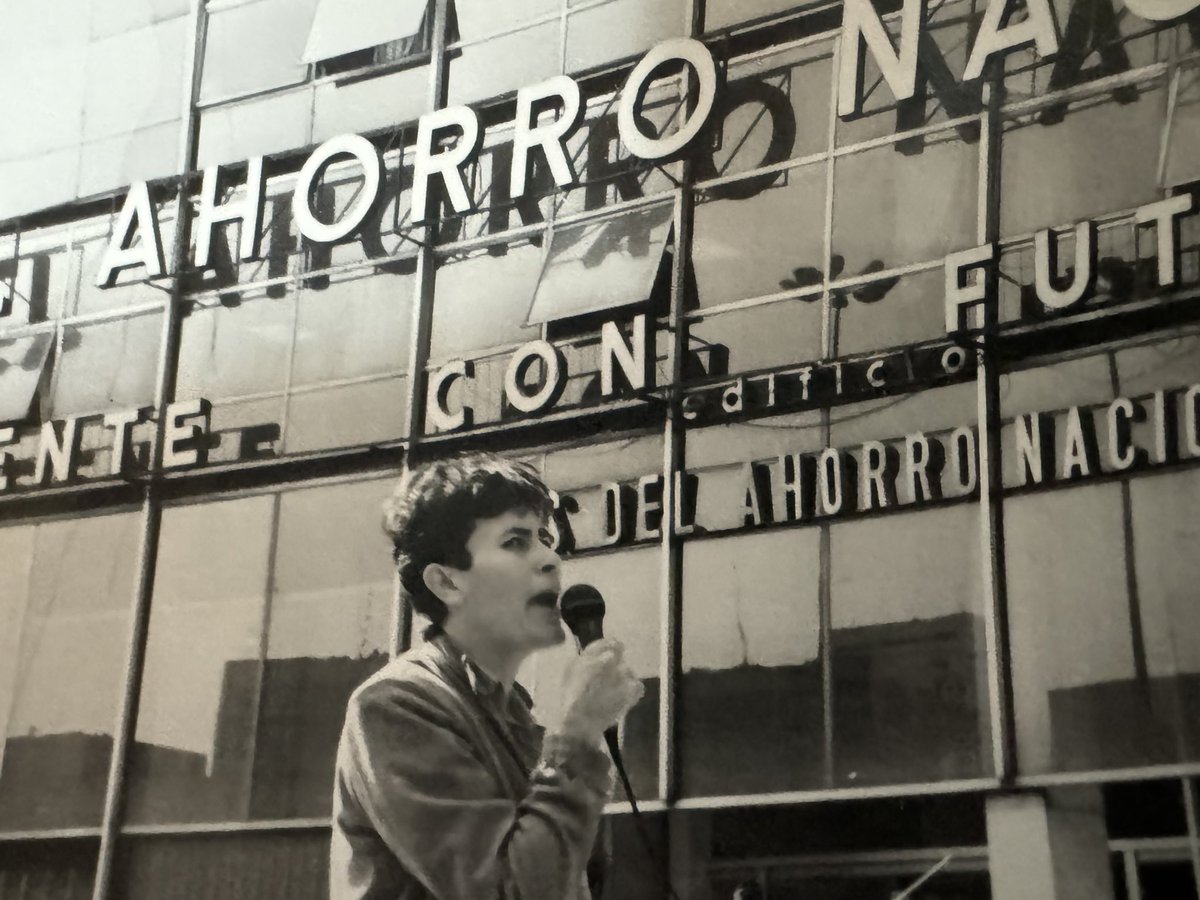 AHORRO NA
FUT
ENTE CON
edificio
DEL AHORRO NACIO